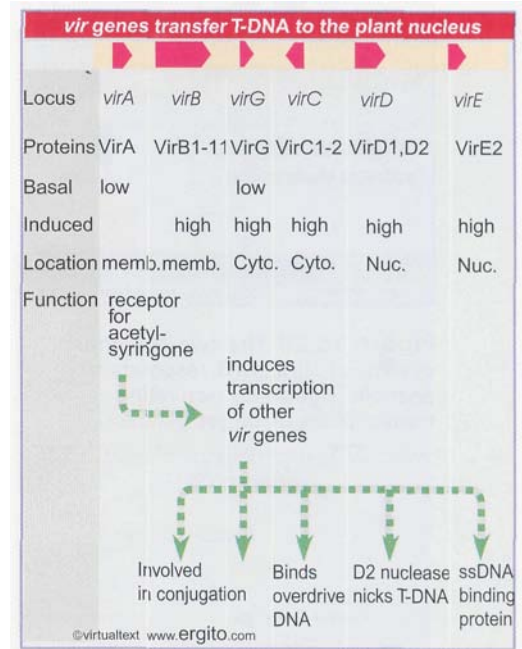 vir genes transfer T-DNA to the plant nucleus
Locus virA virB virG virC virD virE
Proteins VirA VirB1-11 VirG VirC1-2 VirD1,D2 VirE2
Basal low low
Induced high high high high high
Location memb. memb. Cyto. Cyto. Nuc. Nuc.
Function receptor
for
acetyl-
syringone
induces
transcription
of other
vir genes
Involved
in conjugation
Binds
overdrive
DNA
D2 nuclease
nicks T-DNA
ssDNA
binding
protein
©virtualtext www.ergito.com